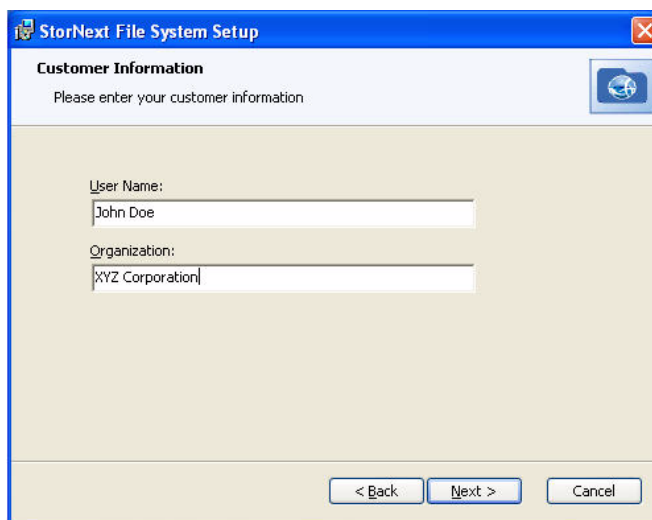 StorNext File System Setup
Customer Information
Please enter your customer information
User Name:
John Doe
Organization:
XYZ Corporation
< Back
Next >
Cancel